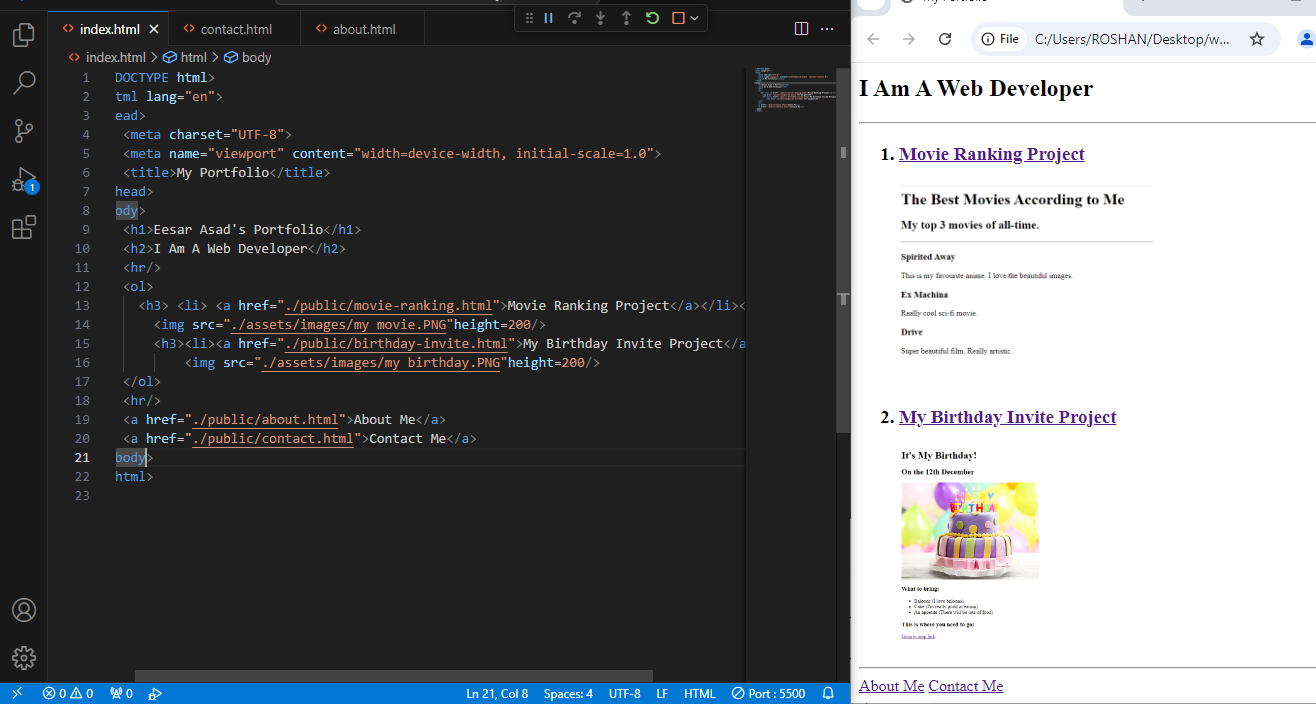 index.html
contact.html
about.html
index.html > html > body
1 DOCTYPE html>
2 tml lang="en">
3 ead>
4 <meta charset="UTF-8">
5 <meta name="viewport" content="width=device-width, initial-scale=1.0">
6 <title>My Portfolio</title>
7 head>
8 ody>
9 <h1>Eesar Asad's Portfolio</h1>
10 <h2>I Am A Web Developer</h2>
11 <hr/>
12 <ol>
13 <h3> <li> <a href="./public/movie-ranking.html">Movie Ranking Project</a></li><
14 <img src="./assets/images/my movie.PNG"height=200/>
15 <h3><li><a href="./public/birthday-invite.html">My Birthday Invite Project</a
16 <img src="./assets/images/my birthday.PNG"height=200/>
17 </ol>
18 <hr/>
19 <a href="./public/about.html">About Me</a>
20 <a href="./public/contact.html">Contact Me</a>
21 body>
22 html>
23
1
0 0 0
Ln 21, Col 8 Spaces: 4 UTF-8 LF HTML Port : 5500
File C:/Users/ROSHAN/Desktop/w...
I Am A Web Developer
1. Movie Ranking Project
The Best Movies According to Me
My top 3 movies of all-time.
Spirited Away
This is my favourite anime. I love the beautiful images.
Ex Machina
Really cool sci-fi movie.
Drive
Super beautiful film. Really artistic.
2. My Birthday Invite Project
It's My Birthday!
On the 12th December
HAPPY
BIRTHDAY
What to bring:
Baloons (I love baloons)
Cake (I'm really good at eating)
An appetite (There will be lots of food)
This is where you need to go:
Google map link
About Me Contact Me